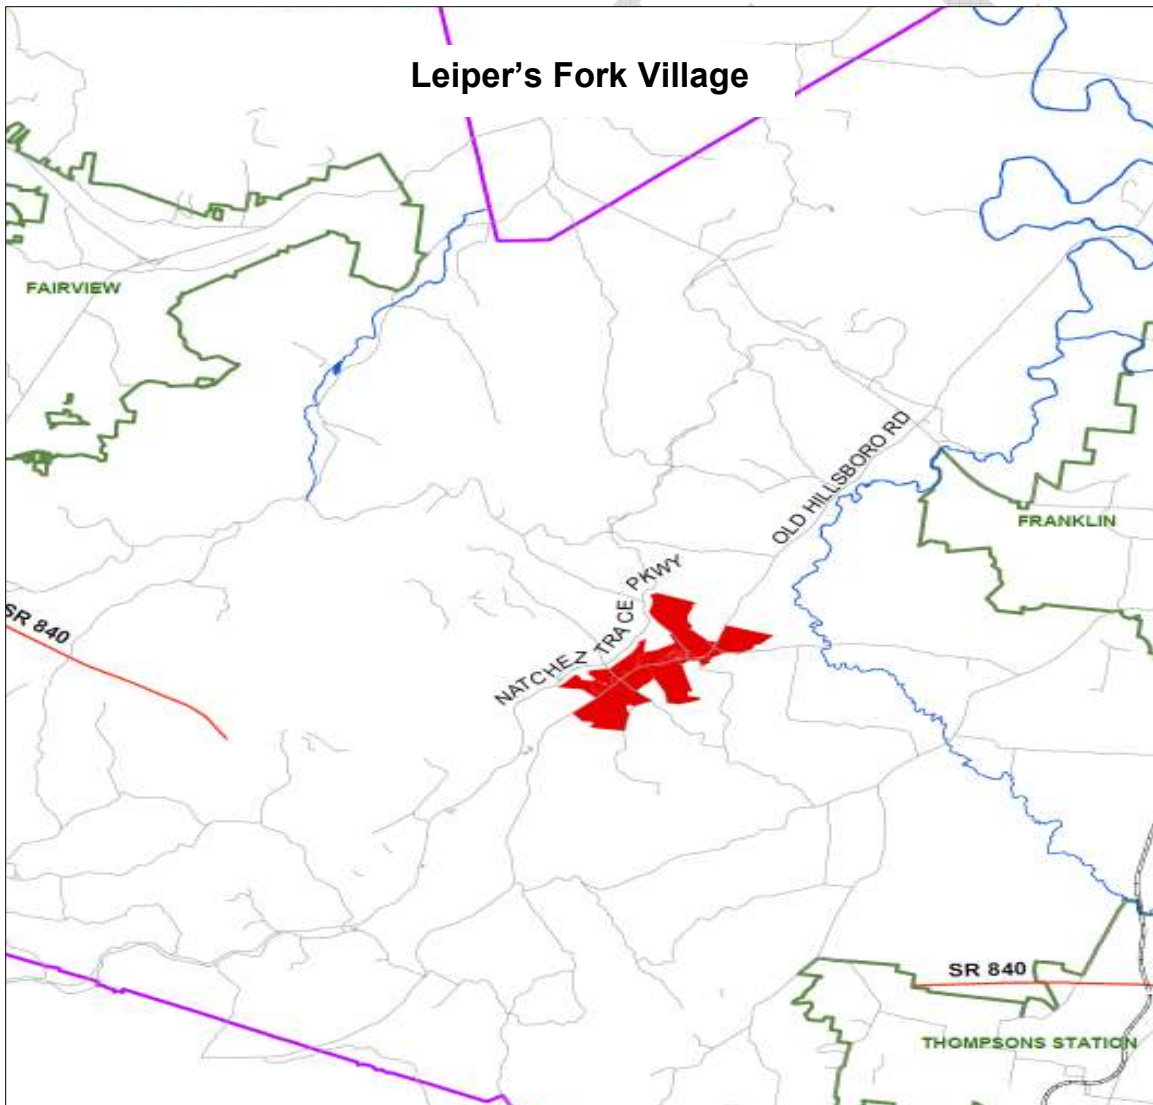 Leiper’s Fork Village
FAIRVIEW
OLD HILLSBORO RD
FRANKLIN
NATCHEZ TRACE PKWY
SR 840
SR 840
THOMPSONS STATION